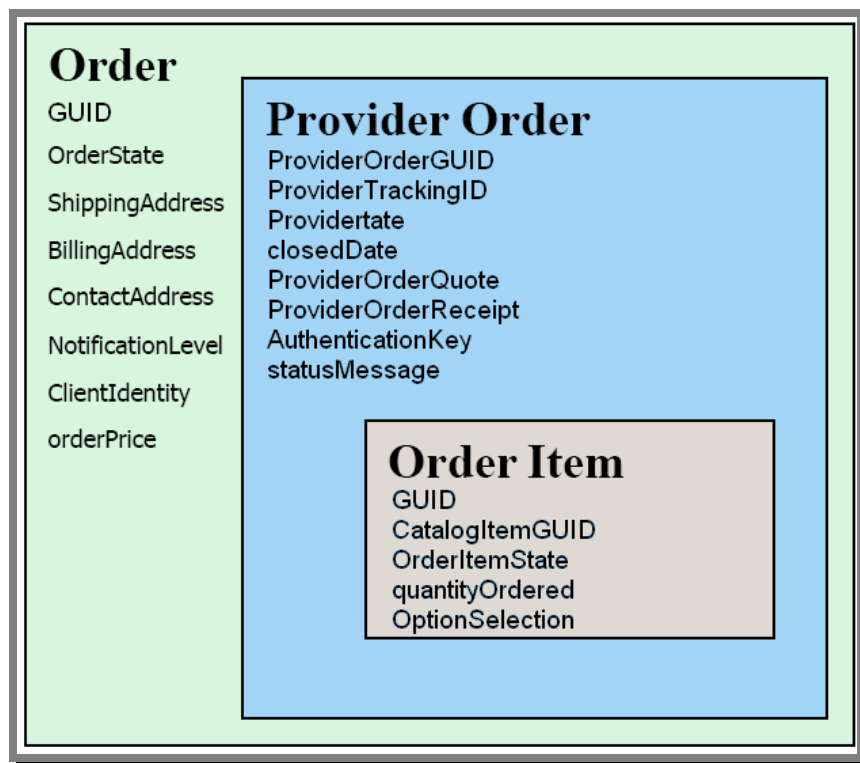 Order
GUID
OrderState
ShippingAddress
BillingAddress
ContactAddress
NotificationLevel
ClientIdentity
orderPrice
Provider Order
ProviderOrderGUID
ProviderTrackingID
Providertate
closedDate
ProviderOrderQuote
ProviderOrderReceipt
AuthenticationKey
statusMessage
Order Item
GUID
CatalogItemGUID
OrderItemState
quantityOrdered
OptionSelection